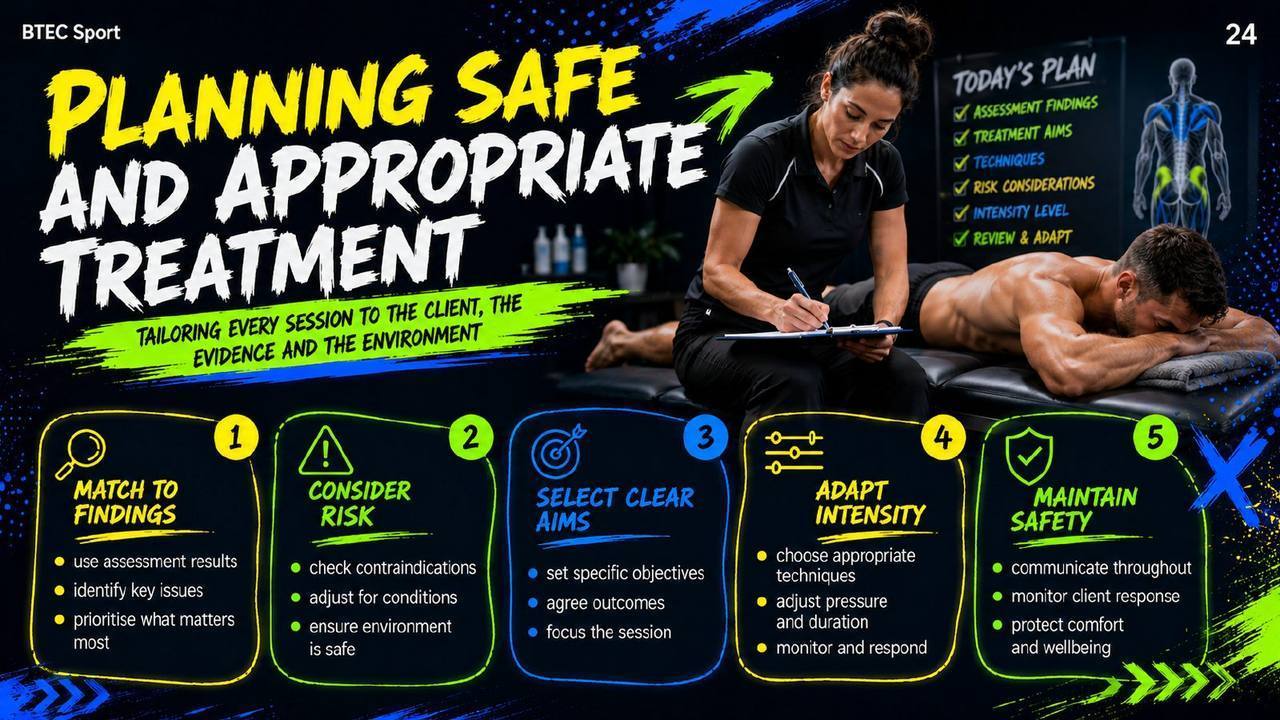 BTEC Sport
24
PLANNING SAFE
AND APPROPRIATE
TREATMENT
TAILORING EVERY SESSION TO THE CLIENT, THE
EVIDENCE AND THE ENVIRONMENT
TODAY'S PLAN
ASSESSMENT FINDINGS
TREATMENT AIMS
TECHNIQUES
RISK CONSIDERATIONS
INTENSITY LEVEL
REVIEW & ADAPT
1
MATCH TO
FINDINGS
use assessment results
identify key issues
prioritise what matters
most
2
CONSIDER
RISK
check contraindications
adjust for conditions
ensure environment
is safe
3
SELECT CLEAR
AIMS
set specific objectives
agree outcomes
focus the session
4
ADAPT
INTENSITY
choose appropriate
techniques
adjust pressure
and duration
monitor and respond
5
MAINTAIN
SAFETY
communicate throughout
monitor client response
protect comfort
and wellbeing